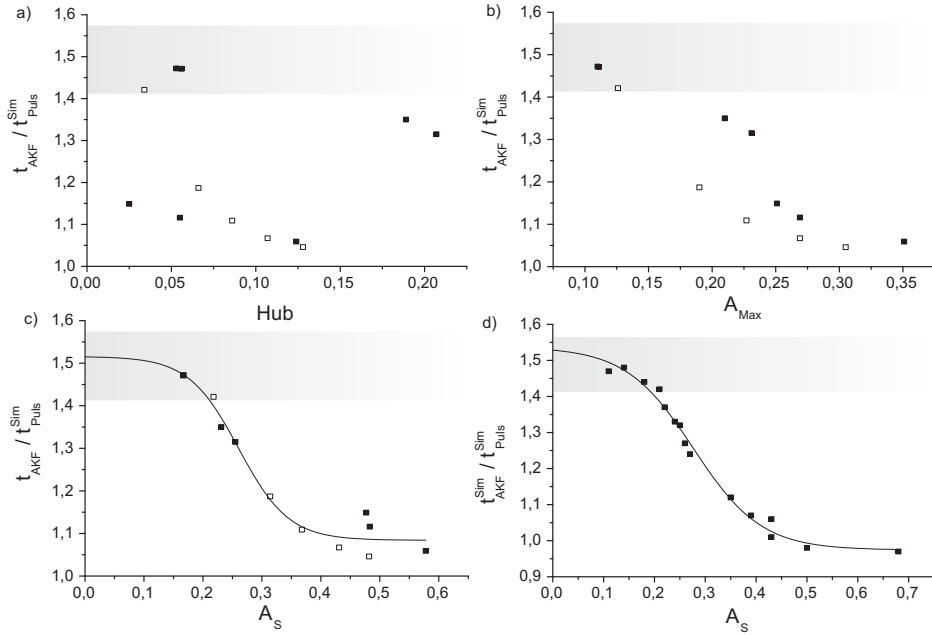 a)
t_AKF / t_Puls^Sim
1,6
1,5
1,4
1,3
1,2
1,1
1,0
0,00 0,05 0,10 0,15 0,20
Hub
b)
t_AKF / t_Puls^Sim
1,6
1,5
1,4
1,3
1,2
1,1
1,0
0,10 0,15 0,20 0,25 0,30 0,35
A_Max
c)
t_AKF / t_Puls^Sim
1,6
1,5
1,4
1,3
1,2
1,1
1,0
0,0 0,1 0,2 0,3 0,4 0,5 0,6
A_S
d)
t_AKF^Sim / t_Puls^Sim
1,6
1,5
1,4
1,3
1,2
1,1
1,0
0,9
0,0 0,1 0,2 0,3 0,4 0,5 0,6 0,7
A_S